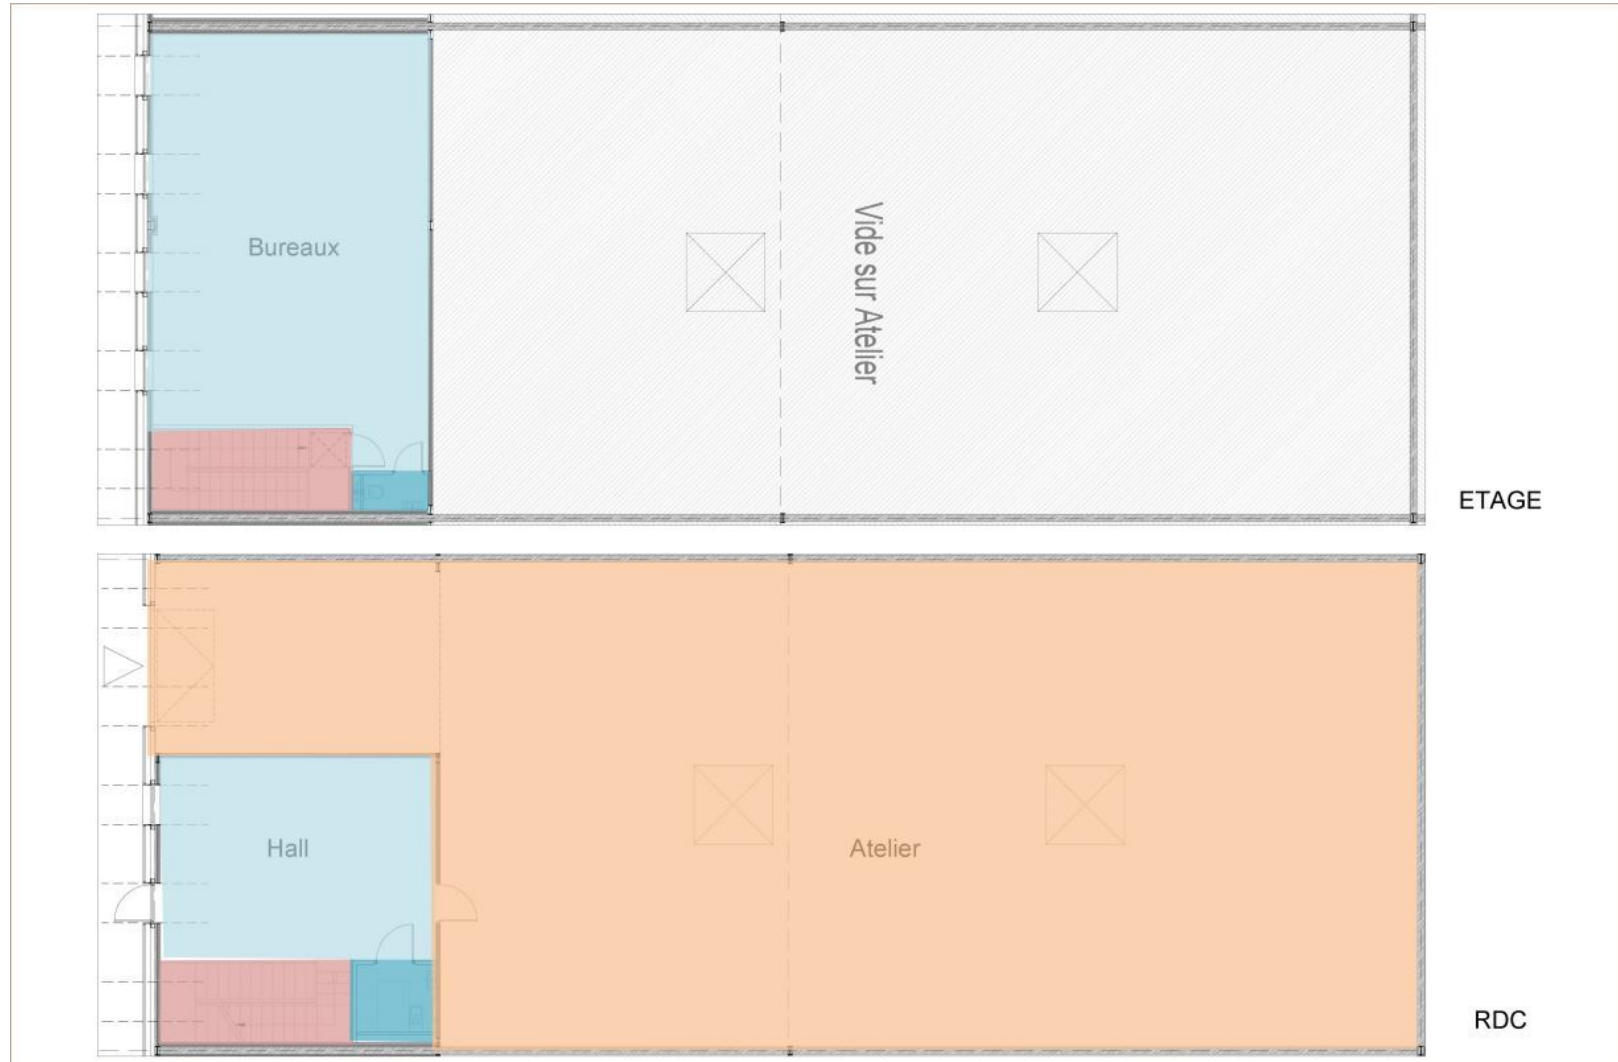 Bureaux
Vide sur Atelier
ETAGE
Hall
Atelier
RDC